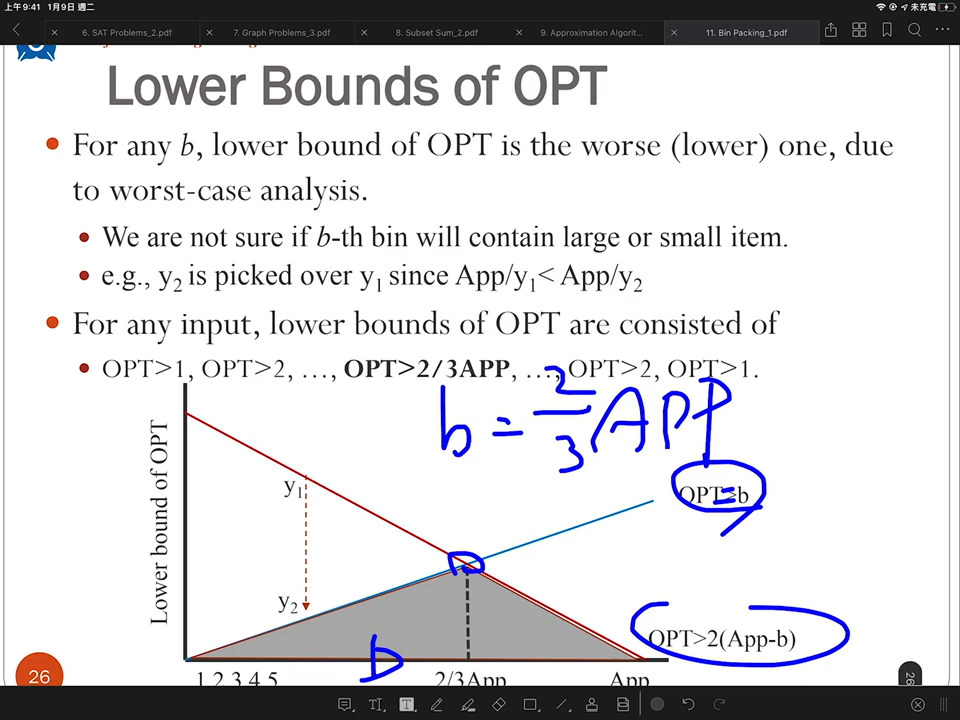 上午9:41 1月9日 週二
未充電
6. SAT Problems_2.pdf
7. Graph Problems_3.pdf
8. Subset Sum_2.pdf
9. Approximation Algorit...
11. Bin Packing_1.pdf
Lower Bounds of OPT
For any b, lower bound of OPT is the worse (lower) one, due
to worst-case analysis.
We are not sure if b-th bin will contain large or small item.
e.g., y2 is picked over y1 since App/y1< App/y2
For any input, lower bounds of OPT are consisted of
OPT>1, OPT>2, …, OPT>2/3APP, …, OPT>2, OPT>1.
b = 2/3 APP
Lower bound of OPT
y1
OPT>b
y2
OPT>2(App-b)
b
1 2 3 4 5
2/3App
App
26
26